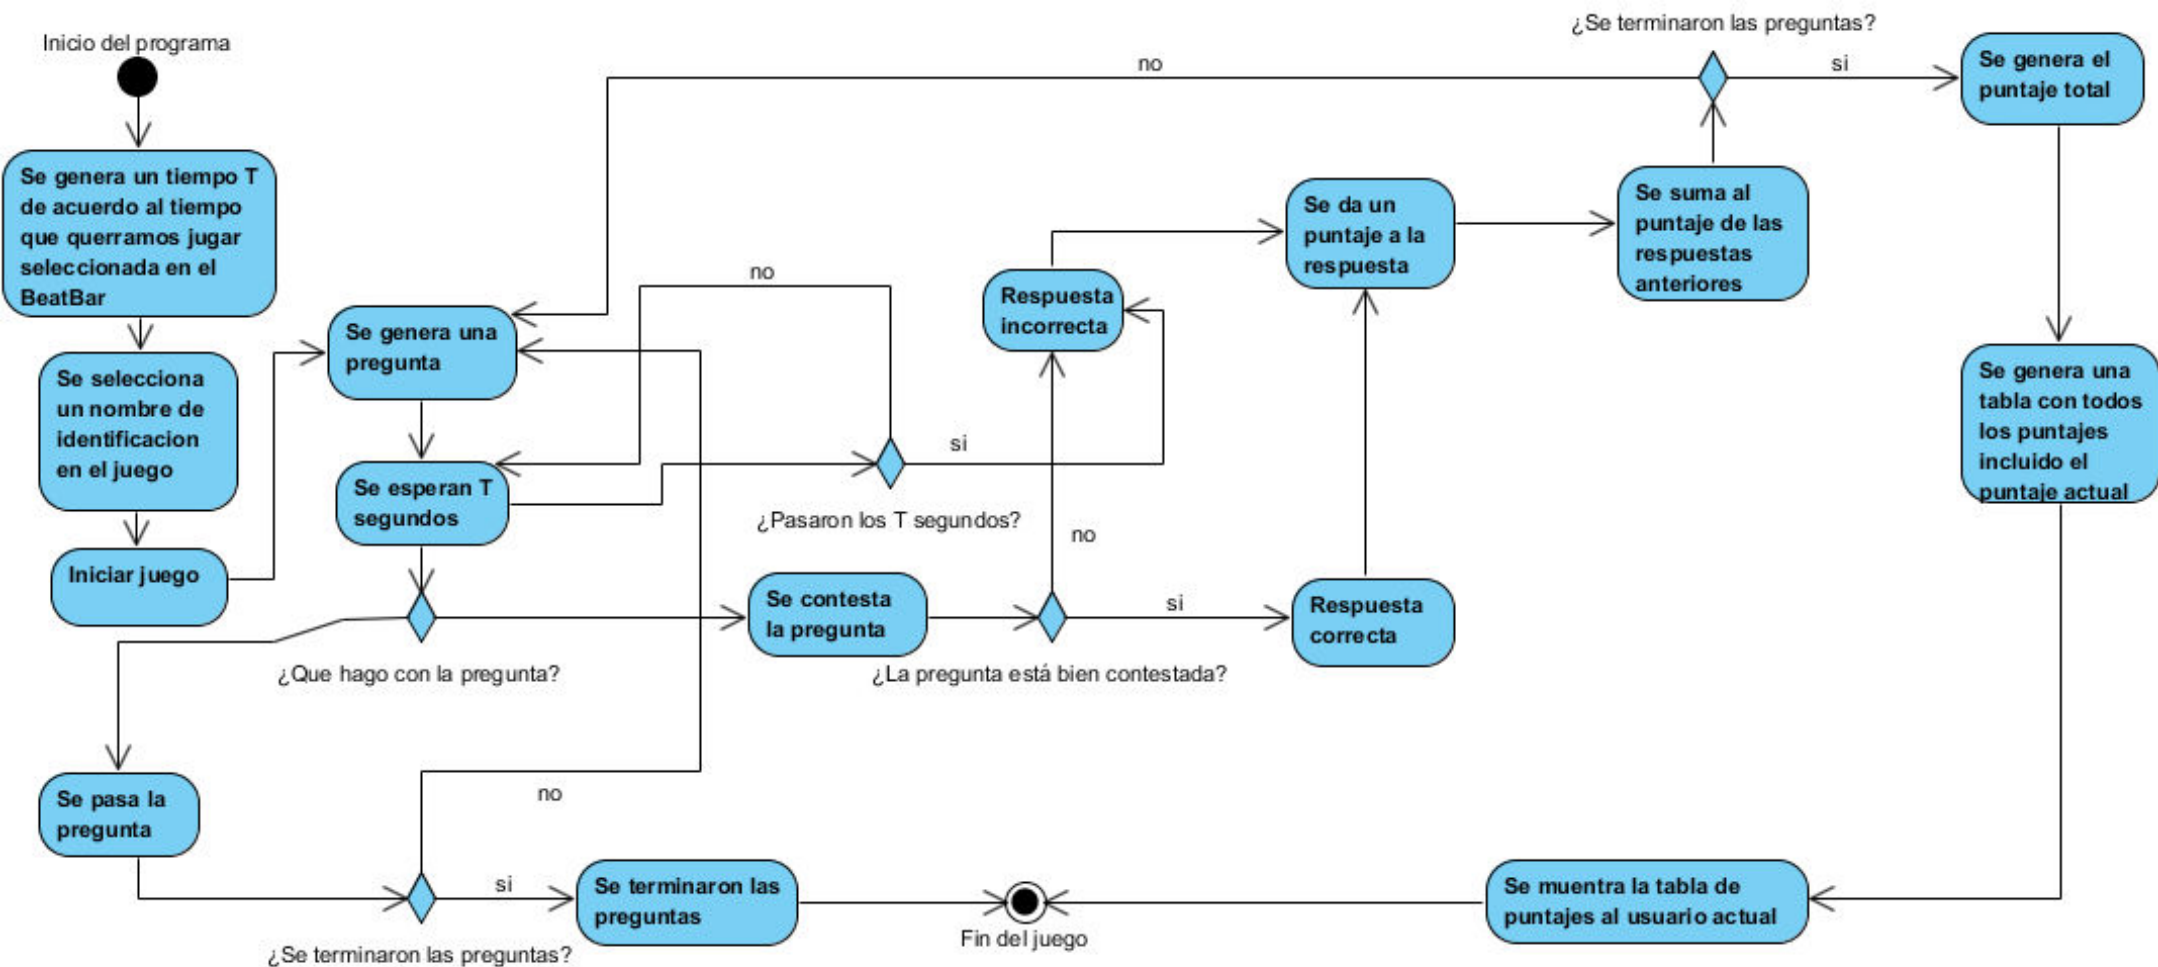 Inicio del programa
Se genera un tiempo T
de acuerdo al tiempo
que querramos jugar
seleccionada en el
BeatBar
Se selecciona
un nombre de
identificacion
en el juego
Iniciar juego
Se genera una
pregunta
Se esperan T
segundos
¿Que hago con la pregunta?
Se pasa la
pregunta
¿Se terminaron las preguntas?
no
si
Se terminaron las
preguntas
Fin del juego
no
¿Pasaron los T segundos?
si
Se contesta
la pregunta
¿La pregunta está bien contestada?
no
si
Respuesta
incorrecta
Respuesta
correcta
Se da un
puntaje a la
respuesta
Se suma al
puntaje de las
respuestas
anteriores
¿Se terminaron las preguntas?
no
si
Se genera el
puntaje total
Se genera una
tabla con todos
los puntajes
incluido el
puntaje actual
Se muentra la tabla de
puntajes al usuario actual